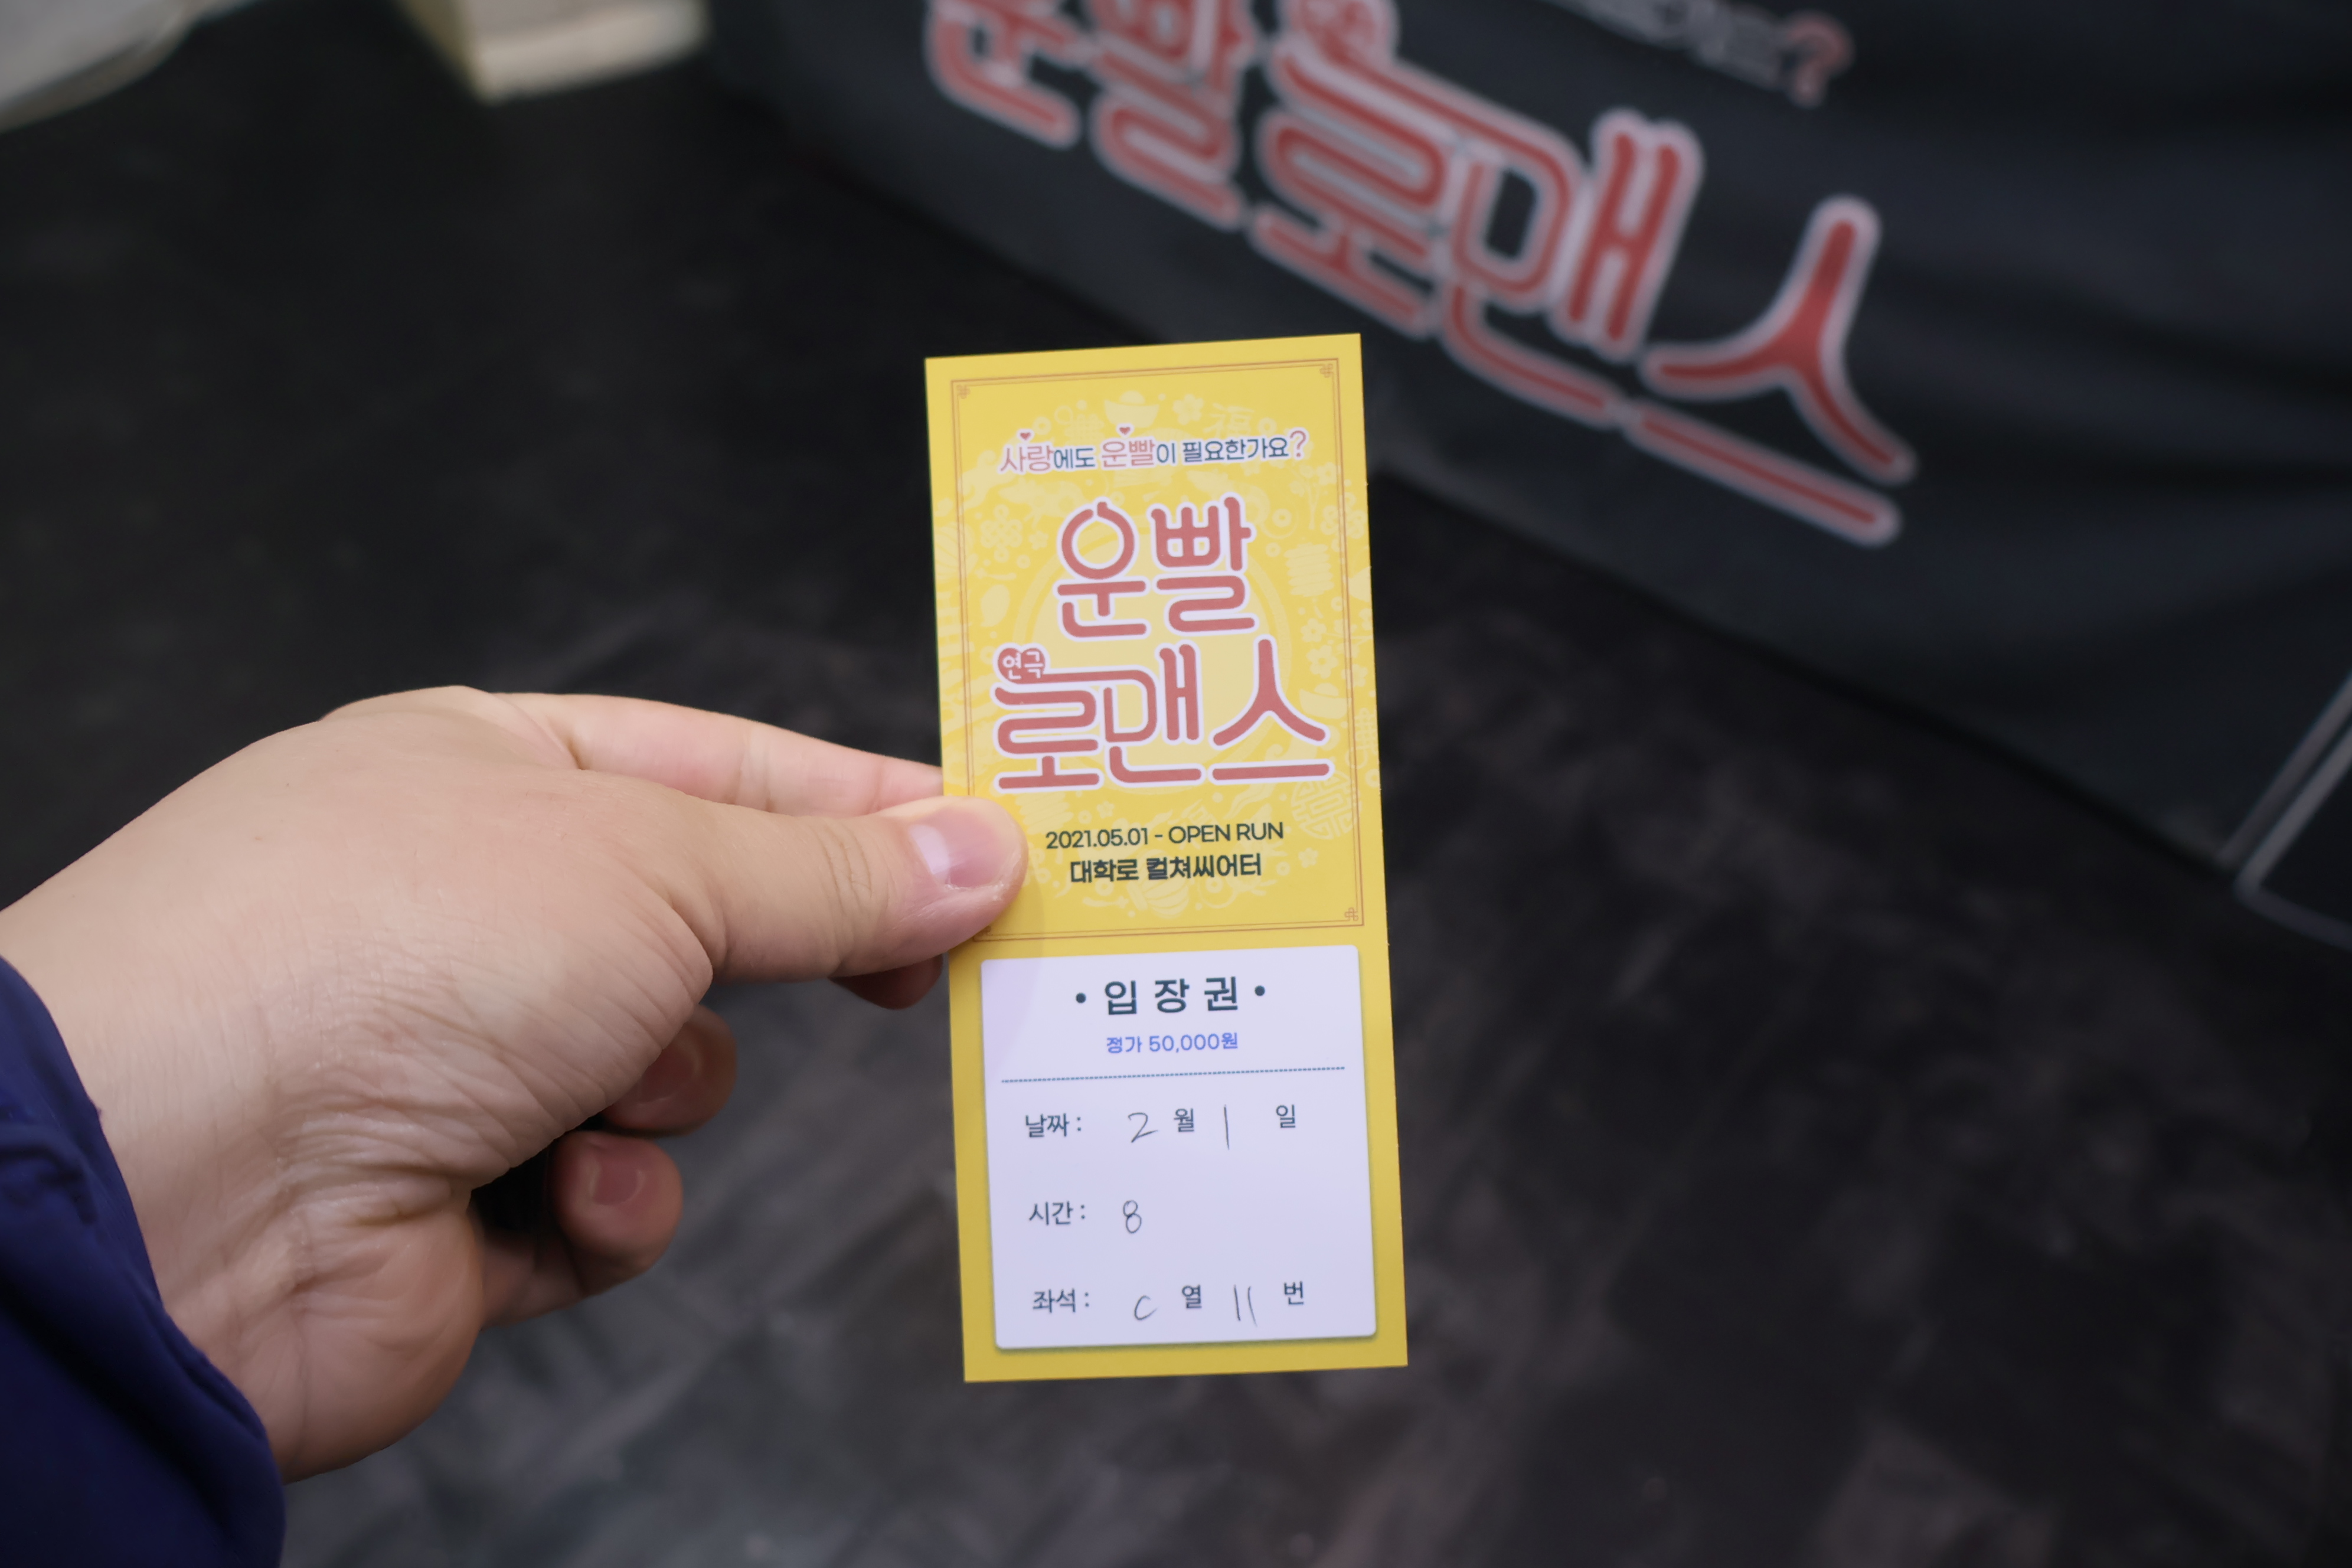 운빨로맨스
사랑에도 운빨이 필요한가요?
운빨
연극
로맨스
2021.05.01 - OPEN RUN
대학로 컬쳐씨어터
• 입장권 •
정가 50,000원
날짜 : 2 월 1 일
시간 : 8
좌석 : C 열 11 번